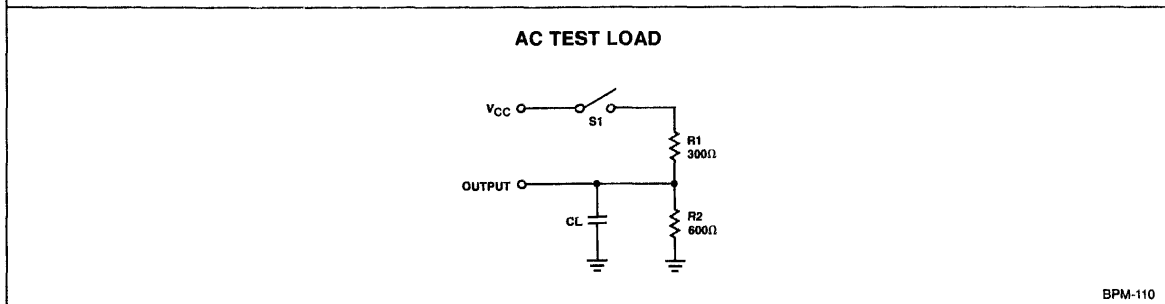 AC TEST LOAD
VCC
S1
R1
300Ω
OUTPUT
CL
R2
600Ω
BPM-110